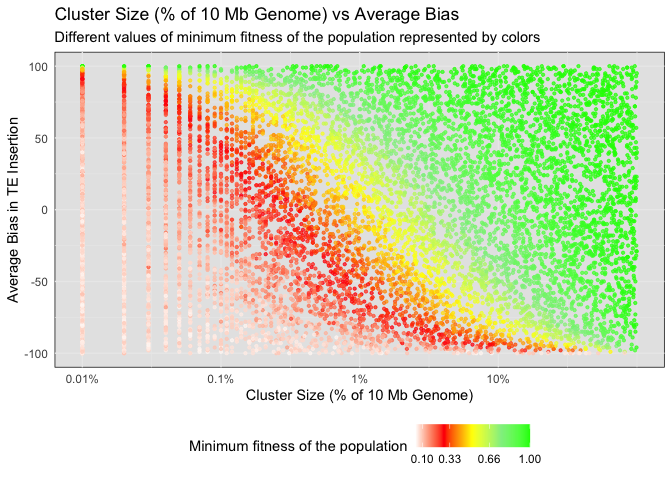 Cluster Size (% of 10 Mb Genome) vs Average Bias
Different values of minimum fitness of the population represented by colors
Average Bias in TE Insertion
100
50
0
-50
-100
0.01% 0.1% 1% 10%
Cluster Size (% of 10 Mb Genome)
Minimum fitness of the population
0.10 0.33 0.66 1.00